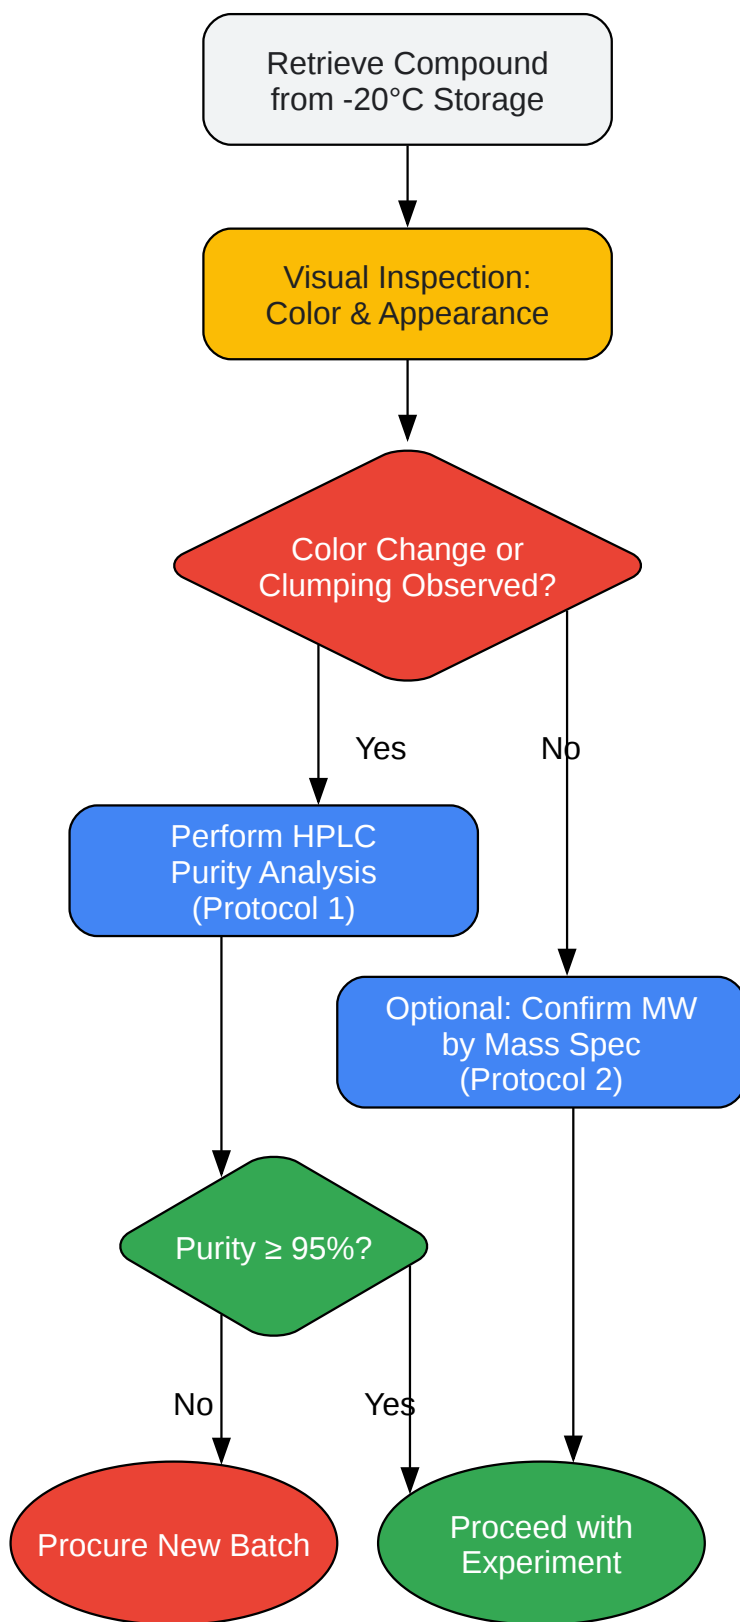 Retrieve Compound
from -20°C Storage
Visual Inspection:
Color & Appearance
Color Change or
Clumping Observed?
Yes
No
Perform HPLC
Purity Analysis
(Protocol 1)
Optional: Confirm MW
by Mass Spec
(Protocol 2)
Purity ≥ 95%?
No
Yes
Procure New Batch
Proceed with
Experiment